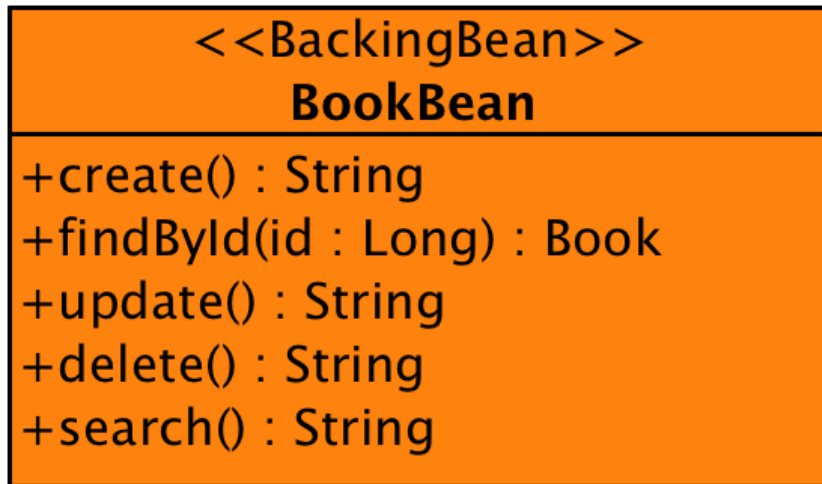 <<BackingBean>>
BookBean
+create() : String
+findById(id : Long) : Book
+update() : String
+delete() : String
+search() : String